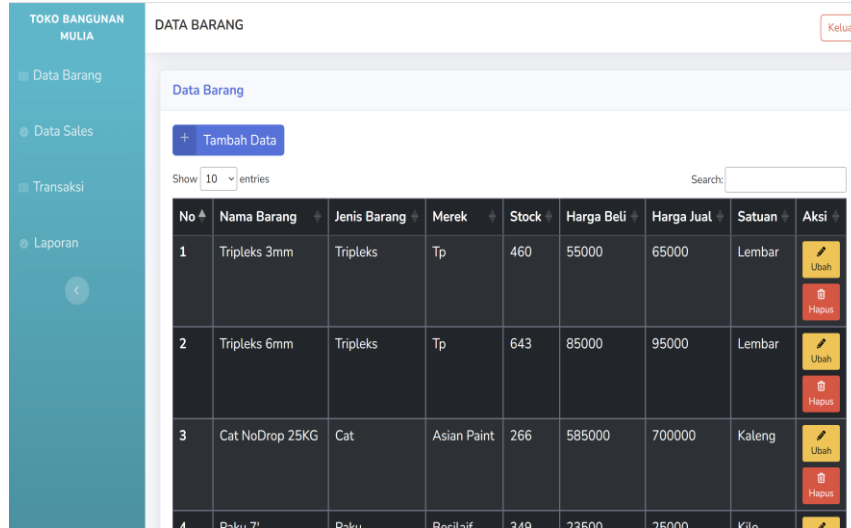 TOKO BANGUNAN
MULIA
DATA BARANG
Data Barang
Data Sales
Transaksi
Laporan
Data Barang
+ Tambah Data
Show 10 entries
Search:
No Nama Barang Jenis Barang Merek Stock Harga Beli Harga Jual Satuan Aksi
1 Tripleks 3mm Tripleks Tp 460 55000 65000 Lembar
Ubah
Hapus
2 Tripleks 6mm Tripleks Tp 643 85000 95000 Lembar
Ubah
Hapus
3 Cat NoDrop 25KG Cat Asian Paint 266 585000 700000 Kaleng
Ubah
Hapus
4 Paku 7' Paku 349 23500 25000 Kilo